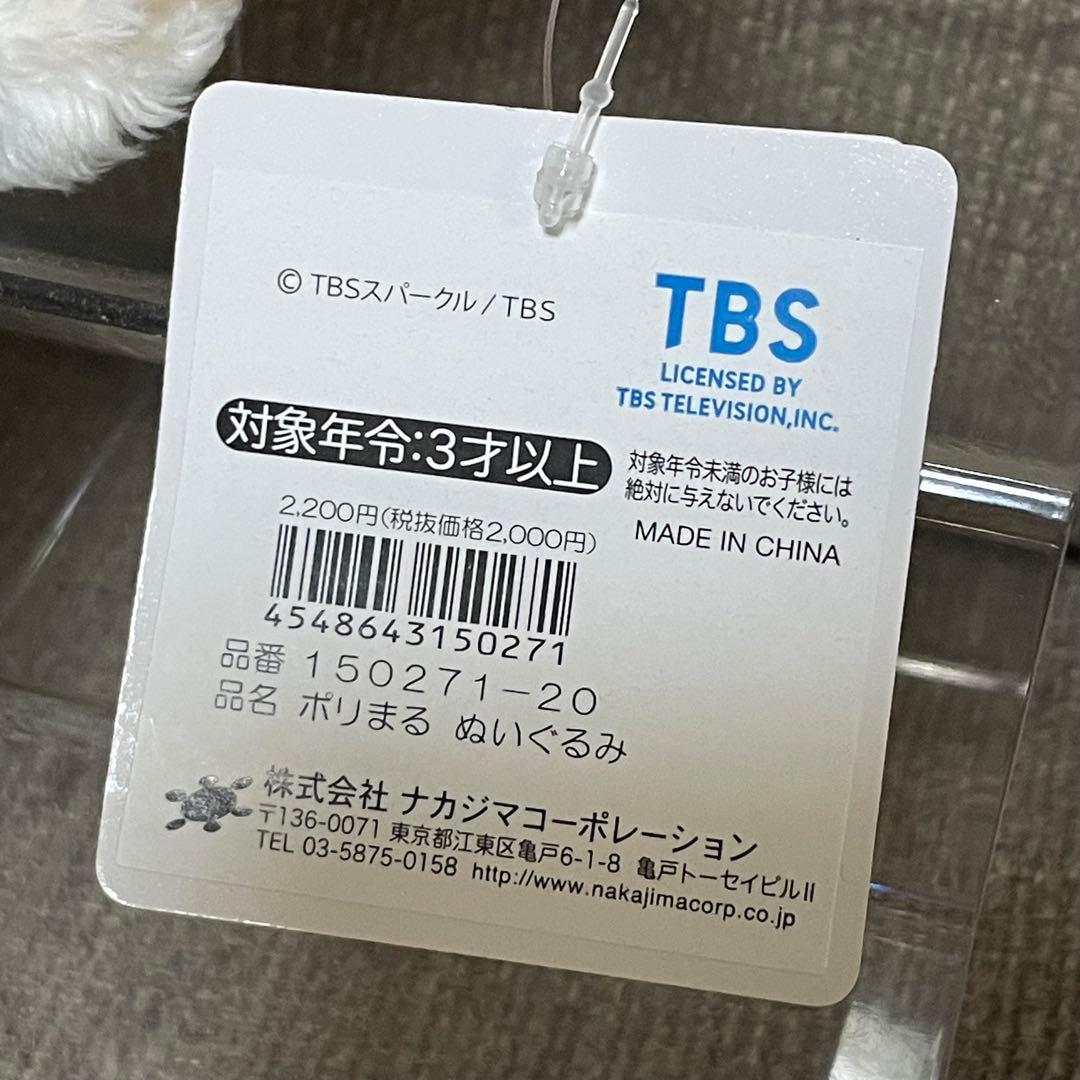 © TBSスパークル / TBS
TBS
LICENSED BY
TBS TELEVISION,INC.
対象年令:3才以上
対象年令未満のお子様には
絶対に与えないでください。
MADE IN CHINA
2,200円(税抜価格2,000円)
4548643150271
品番 150271-20
品名 ポリまる ぬいぐるみ
株式会社 ナカジマコーポレーション
〒136-0071 東京都江東区亀戸6-1-8 亀戸トーセイビルII
TEL 03-5875-0158 http://www.nakajimacorp.co.jp